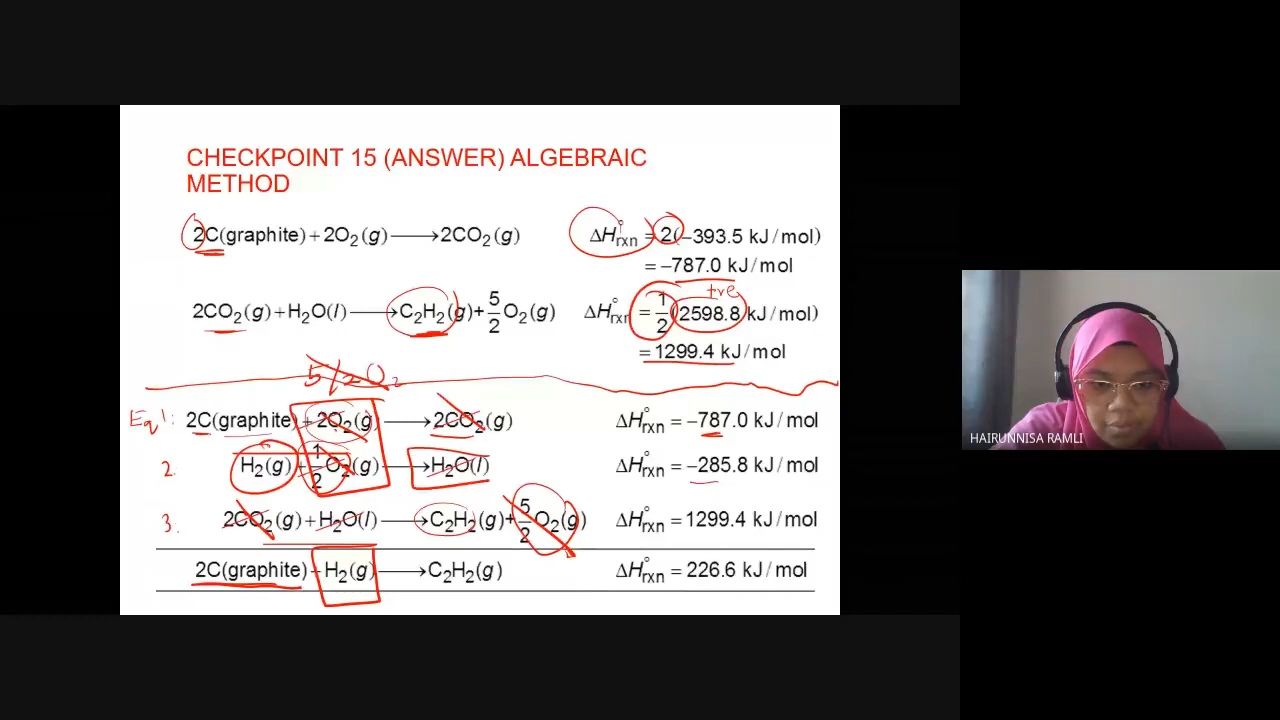 CHECKPOINT 15 (ANSWER) ALGEBRAIC
METHOD
2C(graphite) + 2O₂(g) ⟶ 2CO₂(g) ΔH°rxn = 2(−393.5 kJ/mol)
= −787.0 kJ/mol
+ve
2CO₂(g) + H₂O(l) ⟶ C₂H₂(g) + 5/2 O₂(g) ΔH°rxn = 1/2 (2598.8 kJ/mol)
= 1299.4 kJ/mol
5/2 O₂
Eq 1: 2C(graphite) + 2O₂(g) ⟶ 2CO₂(g) ΔH°rxn = −787.0 kJ/mol
2. H₂(g) + 1/2 O₂(g) ⟶ H₂O(l) ΔH°rxn = −285.8 kJ/mol
3. 2CO₂(g) + H₂O(l) ⟶ C₂H₂(g) + 5/2 O₂(g) ΔH°rxn = 1299.4 kJ/mol
2C(graphite) + H₂(g) ⟶ C₂H₂(g) ΔH°rxn = 226.6 kJ/mol
HAIRUNNISA RAMLI